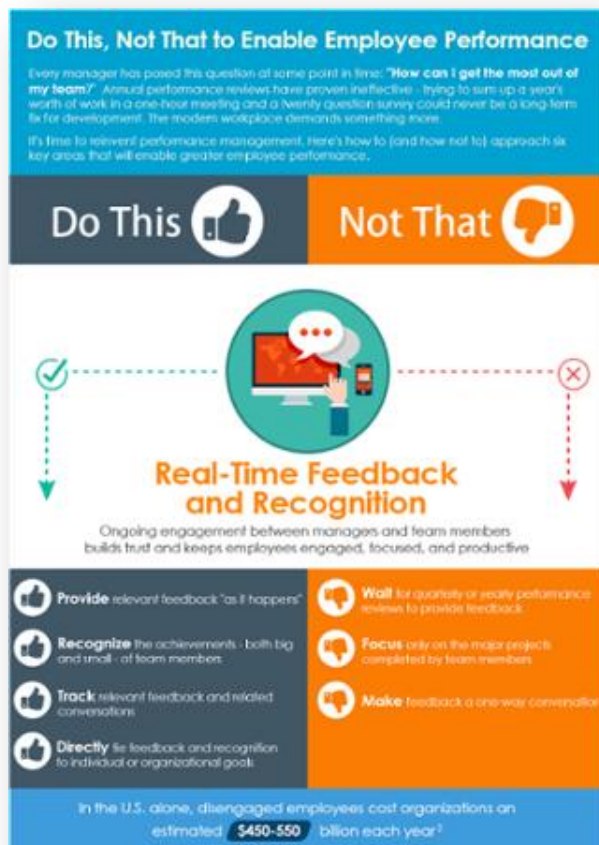 Do This, Not That to Enable Employee Performance
Every manager has posed this question at some point in time: "How can I get the most out of
my team?" Annual performance reviews have proven ineffective - trying to sum up a year's
worth of work in a one-hour meeting and a twenty question survey could never be a long-term
fix for development. The modern workplace demands something more.
It's time to reinvent performance management. Here's how to (and how not to) approach six
key areas that will enable greater employee performance.
Do This
Not That
Real-Time Feedback
and Recognition
Ongoing engagement between managers and team members
builds trust and keeps employees engaged, focused, and productive
Provide relevant feedback "as it happens"
Recognize the achievements - both big
and small - of team members
Track relevant feedback and related
conversations
Directly tie feedback and recognition
to individual or organizational goals
Wait for quarterly or yearly performance
reviews to provide feedback
Focus only on the major projects
completed by team members
Make feedback a one-way conversation
In the U.S. alone, disengaged employees cost organizations an
estimated $450-550 billion each year